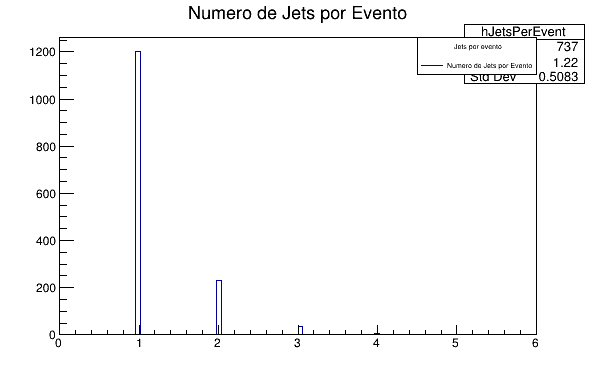 Numero de Jets por Evento
hJetsPerEvent
Jets por evento 737
Numero de Jets por Evento 1.22
Std Dev 0.5083
1200
1000
800
600
400
200
0
0 1 2 3 4 5 6